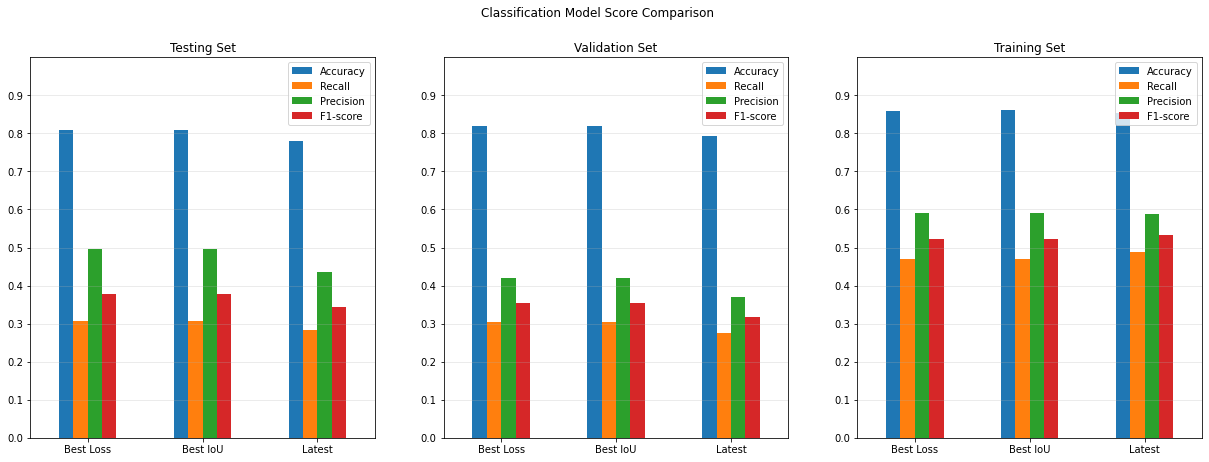 Classification Model Score Comparison
Testing Set
Accuracy
Recall
Precision
F1-score
0.9
0.8
0.7
0.6
0.5
0.4
0.3
0.2
0.1
0.0
Best Loss Best IoU Latest
Validation Set
Accuracy
Recall
Precision
F1-score
0.9
0.8
0.7
0.6
0.5
0.4
0.3
0.2
0.1
0.0
Best Loss Best IoU Latest
Training Set
Accuracy
Recall
Precision
F1-score
0.9
0.8
0.7
0.6
0.5
0.4
0.3
0.2
0.1
0.0
Best Loss Best IoU Latest